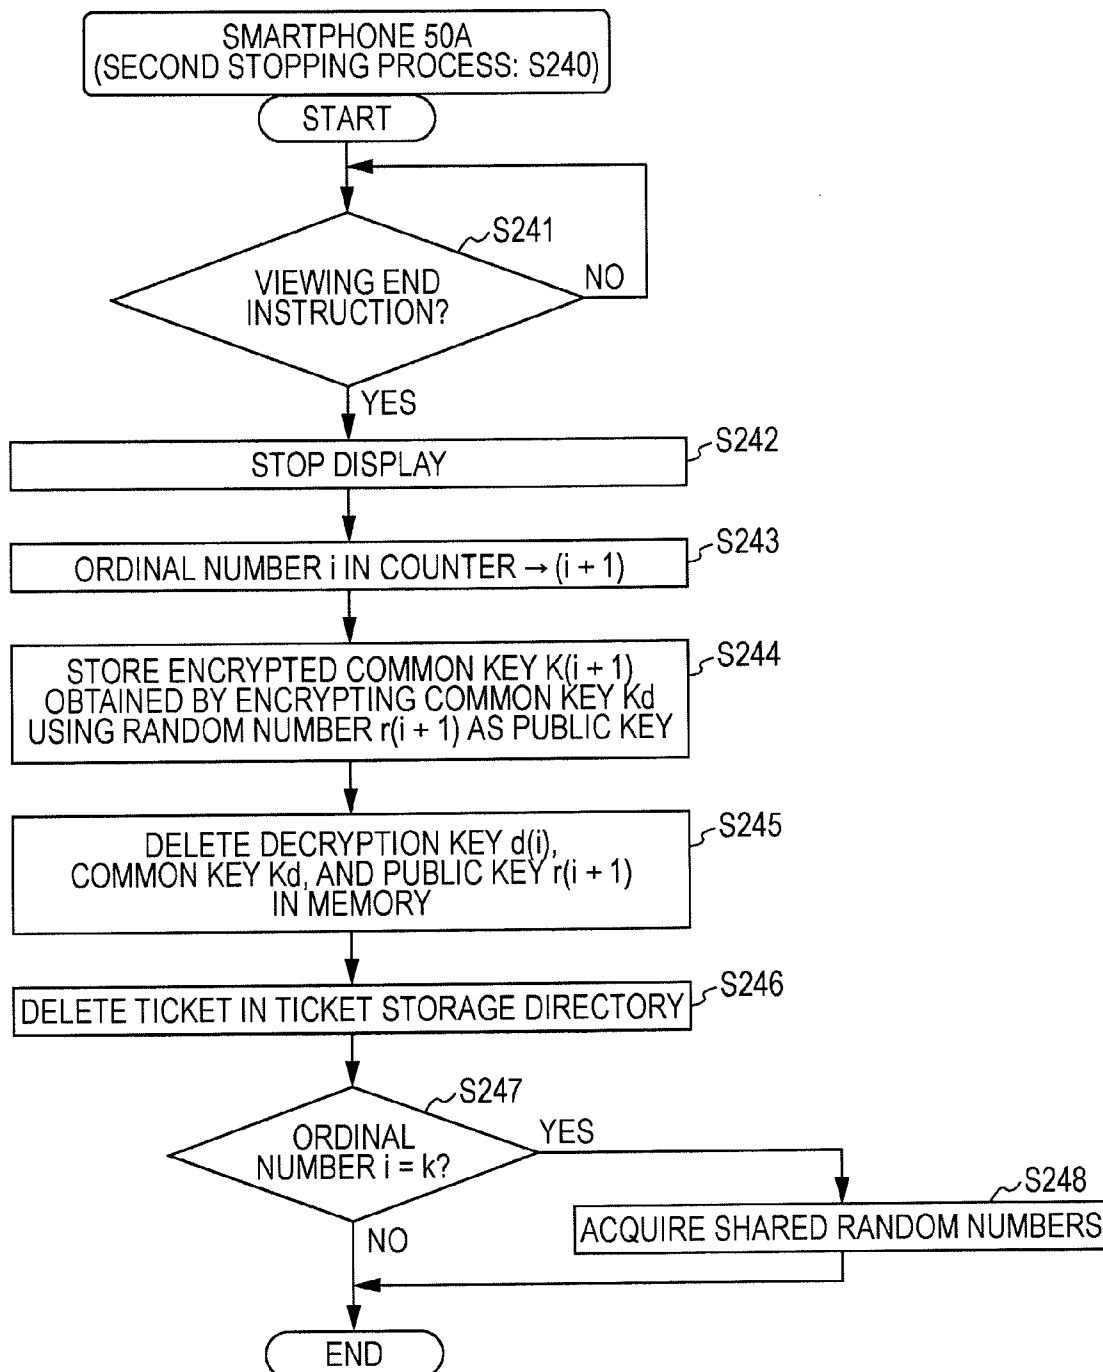 SMARTPHONE 50A
(SECOND STOPPING PROCESS: S240)
START
S241
VIEWING END
INSTRUCTION?
NO
YES
S242
STOP DISPLAY
S243
ORDINAL NUMBER i IN COUNTER → (i + 1)
S244
STORE ENCRYPTED COMMON KEY K(i + 1)
OBTAINED BY ENCRYPTING COMMON KEY Kd
USING RANDOM NUMBER r(i + 1) AS PUBLIC KEY
S245
DELETE DECRYPTION KEY d(i),
COMMON KEY Kd, AND PUBLIC KEY r(i + 1)
IN MEMORY
S246
DELETE TICKET IN TICKET STORAGE DIRECTORY
S247
ORDINAL
NUMBER i = k?
YES
NO
S248
ACQUIRE SHARED RANDOM NUMBERS
END